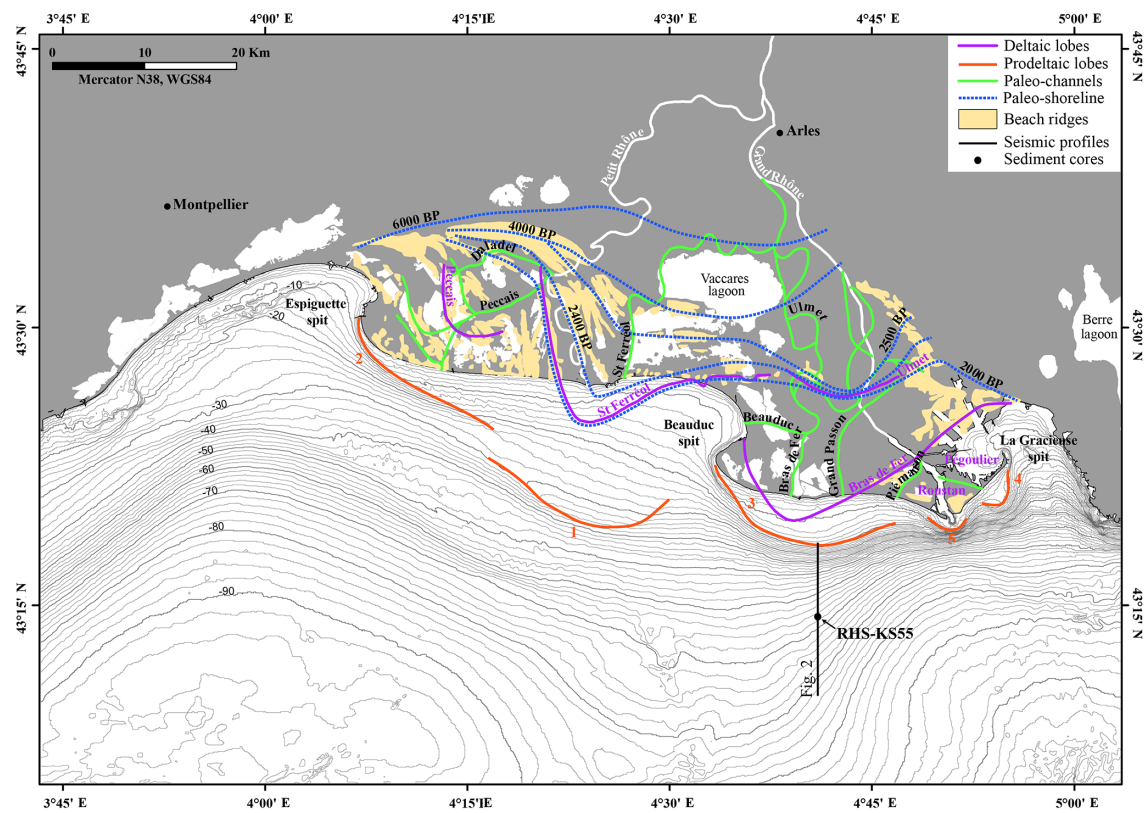 3°45' E
4°00' E
4°15'IE
4°30' E
4°45' E
5°00' E
43°45' N
43°45' N
0 10 20 Km
Mercator N38, WGS84
Deltaic lobes
Prodeltaic lobes
Paleo-channels
Paleo-shoreline
Beach ridges
Seismic profiles
Sediment cores
Arles
Petit Rhône
Grand Rhône
Montpellier
6000 BP
4000 BP
Daladel
Peccais
Peccais
Vaccares
lagoon
Ulmet
-10
Espiguette
spit
-20
2400 BP
St Ferréol
2500 BP
Berre
lagoon
43°30' N
43°30' N
2
Ulmet
2000 BP
St Ferréol
-30
-40
-50
-60
-70
-80
-90
Beauduc
spit
Beauduc
Bras de Fer
Grand Passon
Bras de Fer
La Gracieuse
spit
Pégoulier
Piémanson
Roustan
4
3
1
5
43°15' N
43°15' N
RHS-KS55
Fig. 2
3°45' E
4°00' E
4°15' E
4°30' E
4°45' E
5°00' E